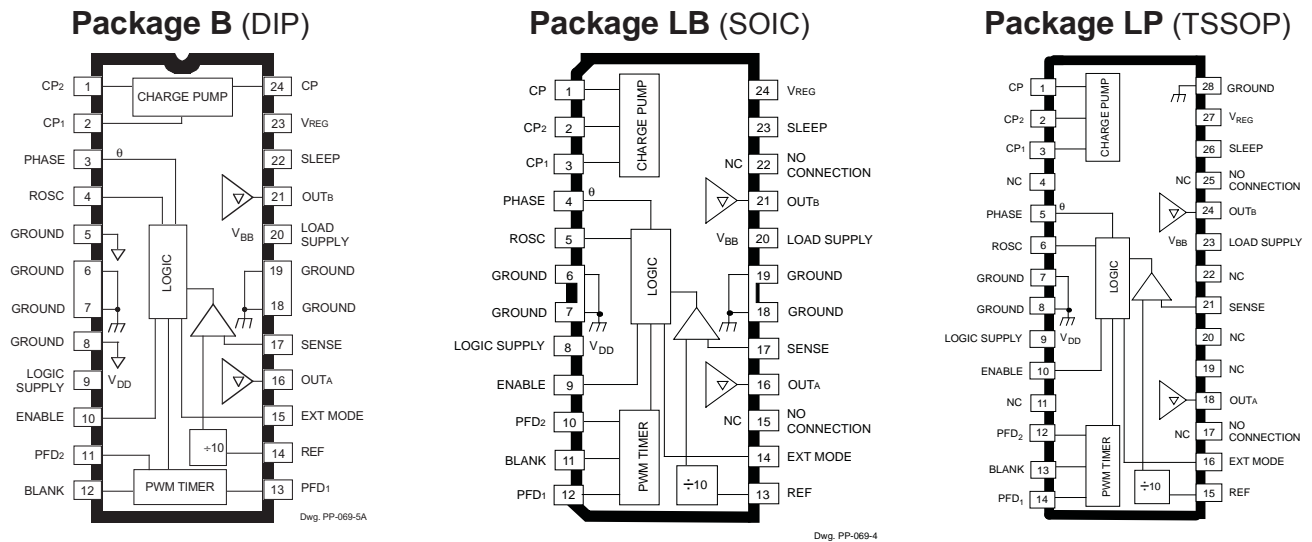 Package B (DIP)
CP2 1
CP1 2
PHASE 3
ROSC 4
GROUND 5
GROUND 6
GROUND 7
GROUND 8
LOGIC
SUPPLY 9
ENABLE 10
PFD2 11
BLANK 12
CHARGE PUMP
θ
LOGIC
VBB
VDD
÷10
PWM TIMER
24 CP
23 VREG
22 SLEEP
21 OUTB
20 LOAD
SUPPLY
19 GROUND
18 GROUND
17 SENSE
16 OUTA
15 EXT MODE
14 REF
13 PFD1
Dwg. PP-069-5A
Package LB (SOIC)
CP 1
CP2 2
CP1 3
PHASE 4
ROSC 5
GROUND 6
GROUND 7
LOGIC SUPPLY 8
ENABLE 9
PFD2 10
BLANK 11
PFD1 12
CHARGE PUMP
θ
LOGIC
VBB
VDD
PWM TIMER
÷10
24 VREG
23 SLEEP
NC 22 NO
CONNECTION
21 OUTB
20 LOAD SUPPLY
19 GROUND
18 GROUND
17 SENSE
16 OUTA
NC 15 NO
CONNECTION
14 EXT MODE
13 REF
Dwg. PP-069-4
Package LP (TSSOP)
CP 1
CP2 2
CP1 3
NC 4
PHASE 5
ROSC 6
GROUND 7
GROUND 8
LOGIC SUPPLY 9
ENABLE 10
NC 11
PFD2 12
BLANK 13
PFD1 14
CHARGE PUMP
θ
LOGIC
VBB
VDD
PWM TIMER
÷10
28 GROUND
27 VREG
26 SLEEP
NC 25 NO
CONNECTION
24 OUTB
23 LOAD SUPPLY
22 NC
21 SENSE
20 NC
19 NC
18 OUTA
NC 17 NO
CONNECTION
16 EXT MODE
15 REF